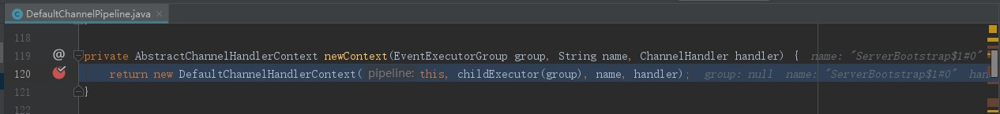 DefaultChannelPipeline.java ×
118
119 @ private AbstractChannelHandlerContext newContext(EventExecutorGroup group, String name, ChannelHandler handler) { name: "ServerBootstrap$1#0"
120 return new DefaultChannelHandlerContext( pipeline: this, childExecutor(group), name, handler); group: null name: "ServerBootstrap$1#0" han
121 }
122